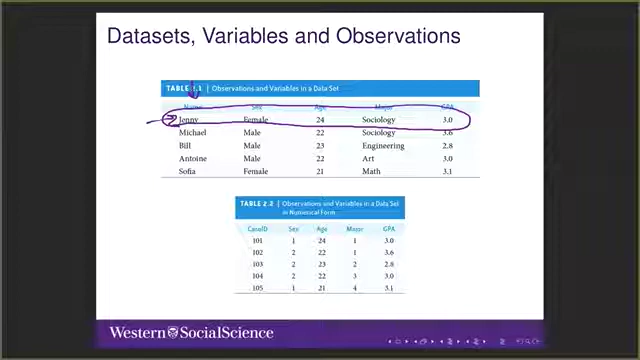 Datasets, Variables and Observations
TABLE 2.1 Observations and Variables in a Data Set
Name Sex Age Major GPA
Jenny Female 24 Sociology 3.0
Michael Male 22 Sociology 3.6
Bill Male 23 Engineering 2.8
Antoine Male 22 Art 3.0
Sofia Female 21 Math 3.1
TABLE 2.2 Observations and Variables in a Data Set
in Numerical Form
CaseID Sex Age Major GPA
101 1 24 1 3.0
102 2 22 1 3.6
103 2 23 2 2.8
104 2 22 3 3.0
105 1 21 4 3.1
Western SocialScience